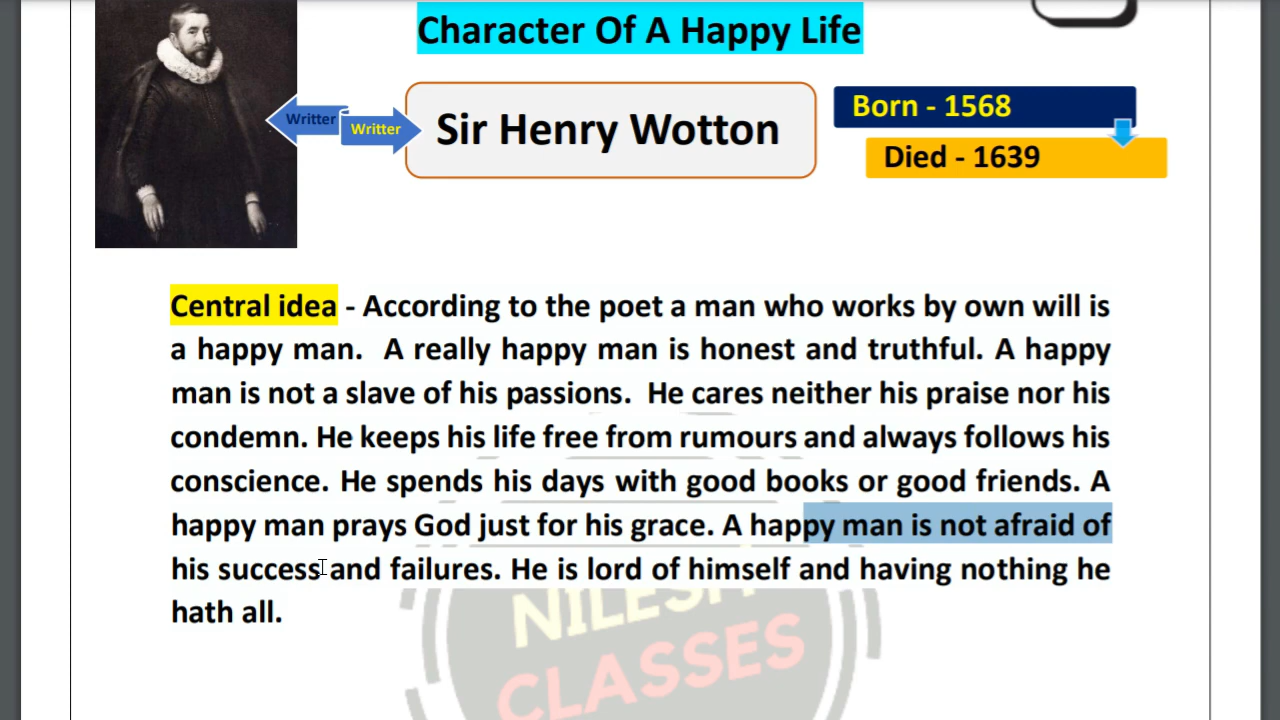 Character Of A Happy Life
Writter
Writter
Sir Henry Wotton
Born - 1568
Died - 1639
Central idea - According to the poet a man who works by own will is
a happy man. A really happy man is honest and truthful. A happy
man is not a slave of his passions. He cares neither his praise nor his
condemn. He keeps his life free from rumours and always follows his
conscience. He spends his days with good books or good friends. A
happy man prays God just for his grace. A happy man is not afraid of
his success and failures. He is lord of himself and having nothing he
hath all.
NILESH
CLASSES